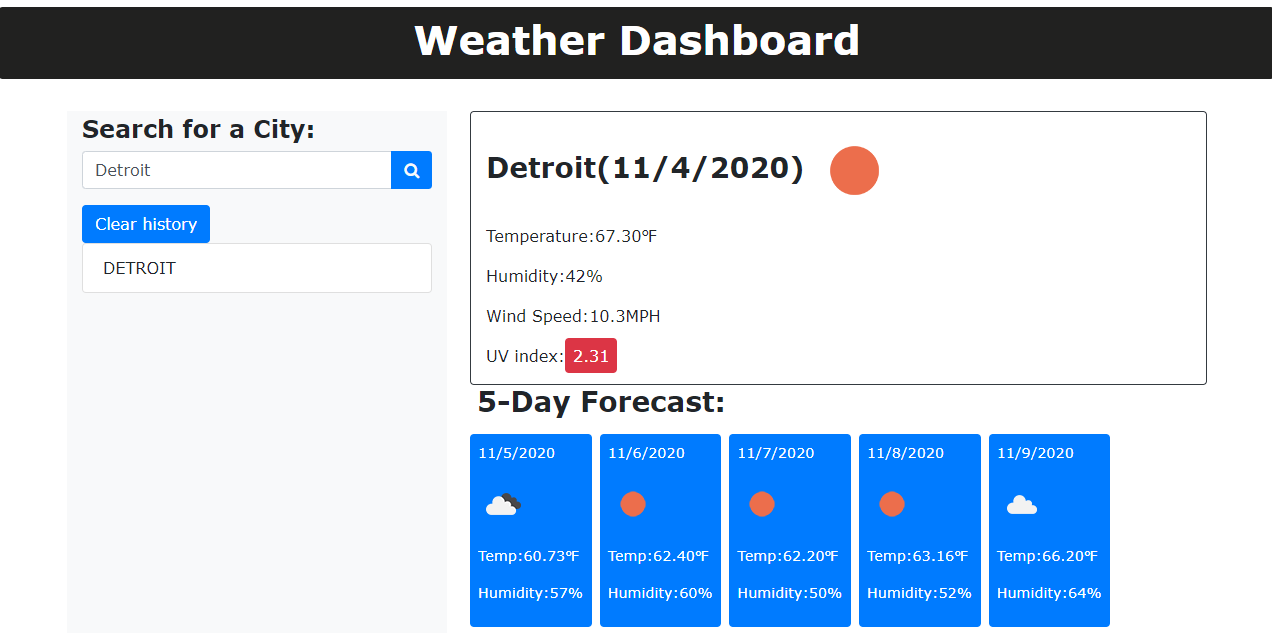 Weather Dashboard
Search for a City:
Detroit
Clear history
DETROIT
Detroit(11/4/2020)
Temperature:67.30℉
Humidity:42%
Wind Speed:10.3MPH
UV index:2.31
5-Day Forecast:
11/5/2020
Temp:60.73℉
Humidity:57%
11/6/2020
Temp:62.40℉
Humidity:60%
11/7/2020
Temp:62.20℉
Humidity:50%
11/8/2020
Temp:63.16℉
Humidity:52%
11/9/2020
Temp:66.20℉
Humidity:64%